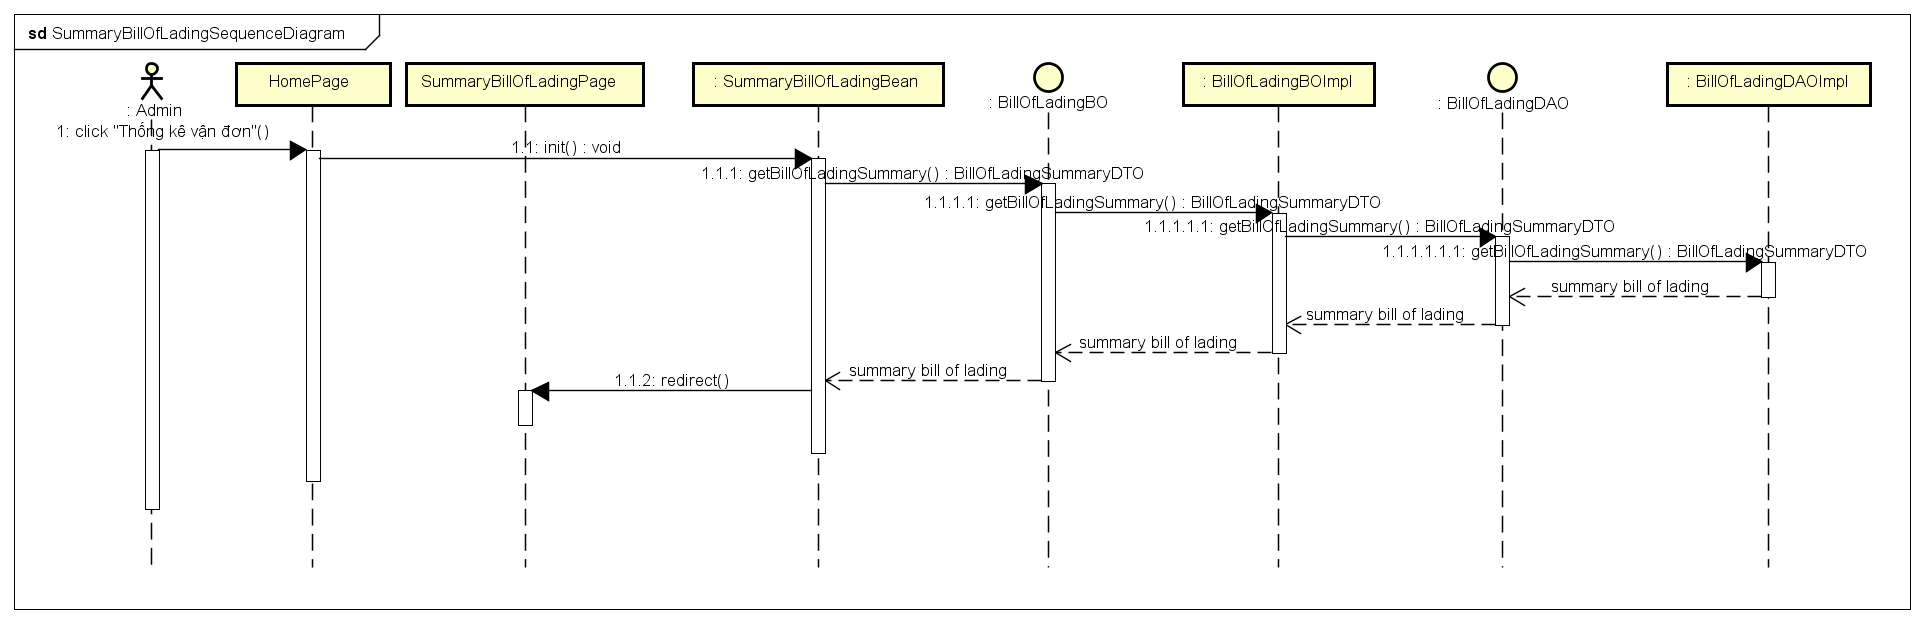 sd SummaryBillOfLadingSequenceDiagram
HomePage
SummaryBillOfLadingPage
: SummaryBillOfLadingBean
: BillOfLadingBOImpl
: BillOfLadingDAOImpl
: Admin
: BillOfLadingBO
: BillOfLadingDAO
1: click "Thống kê vận đơn"()
1.1: init() : void
1.1.1: getBillOfLadingSummary() : BillOfLadingSummaryDTO
1.1.1.1: getBillOfLadingSummary() : BillOfLadingSummaryDTO
1.1.1.1.1: getBillOfLadingSummary() : BillOfLadingSummaryDTO
1.1.1.1.1.1: getBillOfLadingSummary() : BillOfLadingSummaryDTO
summary bill of lading
summary bill of lading
summary bill of lading
summary bill of lading
1.1.2: redirect()